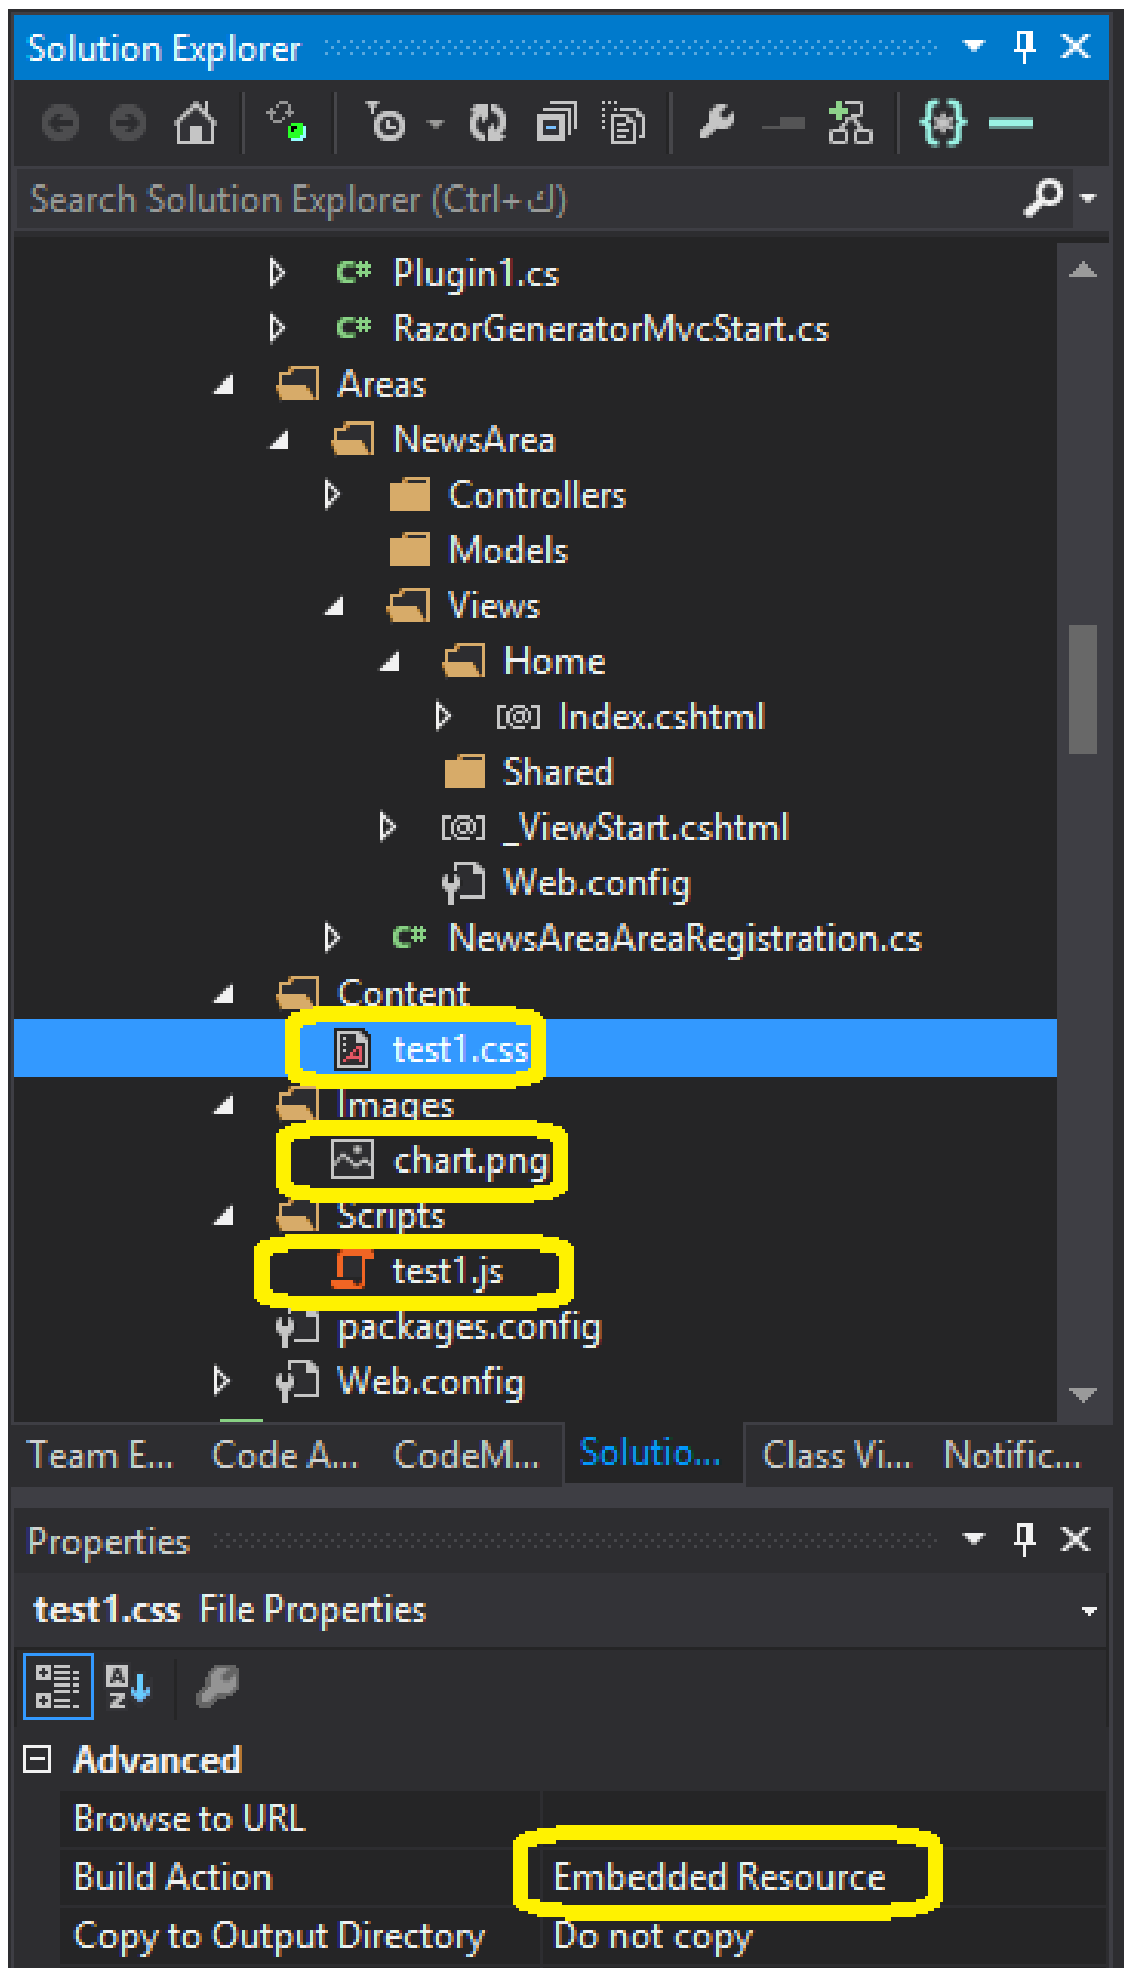 Solution Explorer
Search Solution Explorer (Ctrl+ك)
C# Plugin1.cs
C# RazorGeneratorMvcStart.cs
Areas
NewsArea
Controllers
Models
Views
Home
[@] Index.cshtml
Shared
[@] _ViewStart.cshtml
Web.config
C# NewsAreaAreaRegistration.cs
Content
test1.css
Images
chart.png
Scripts
test1.js
packages.config
Web.config
Team E... Code A... CodeM... Solutio... Class Vi... Notific...
Properties
test1.css File Properties
Advanced
Browse to URL
Build Action Embedded Resource
Copy to Output Directory Do not copy